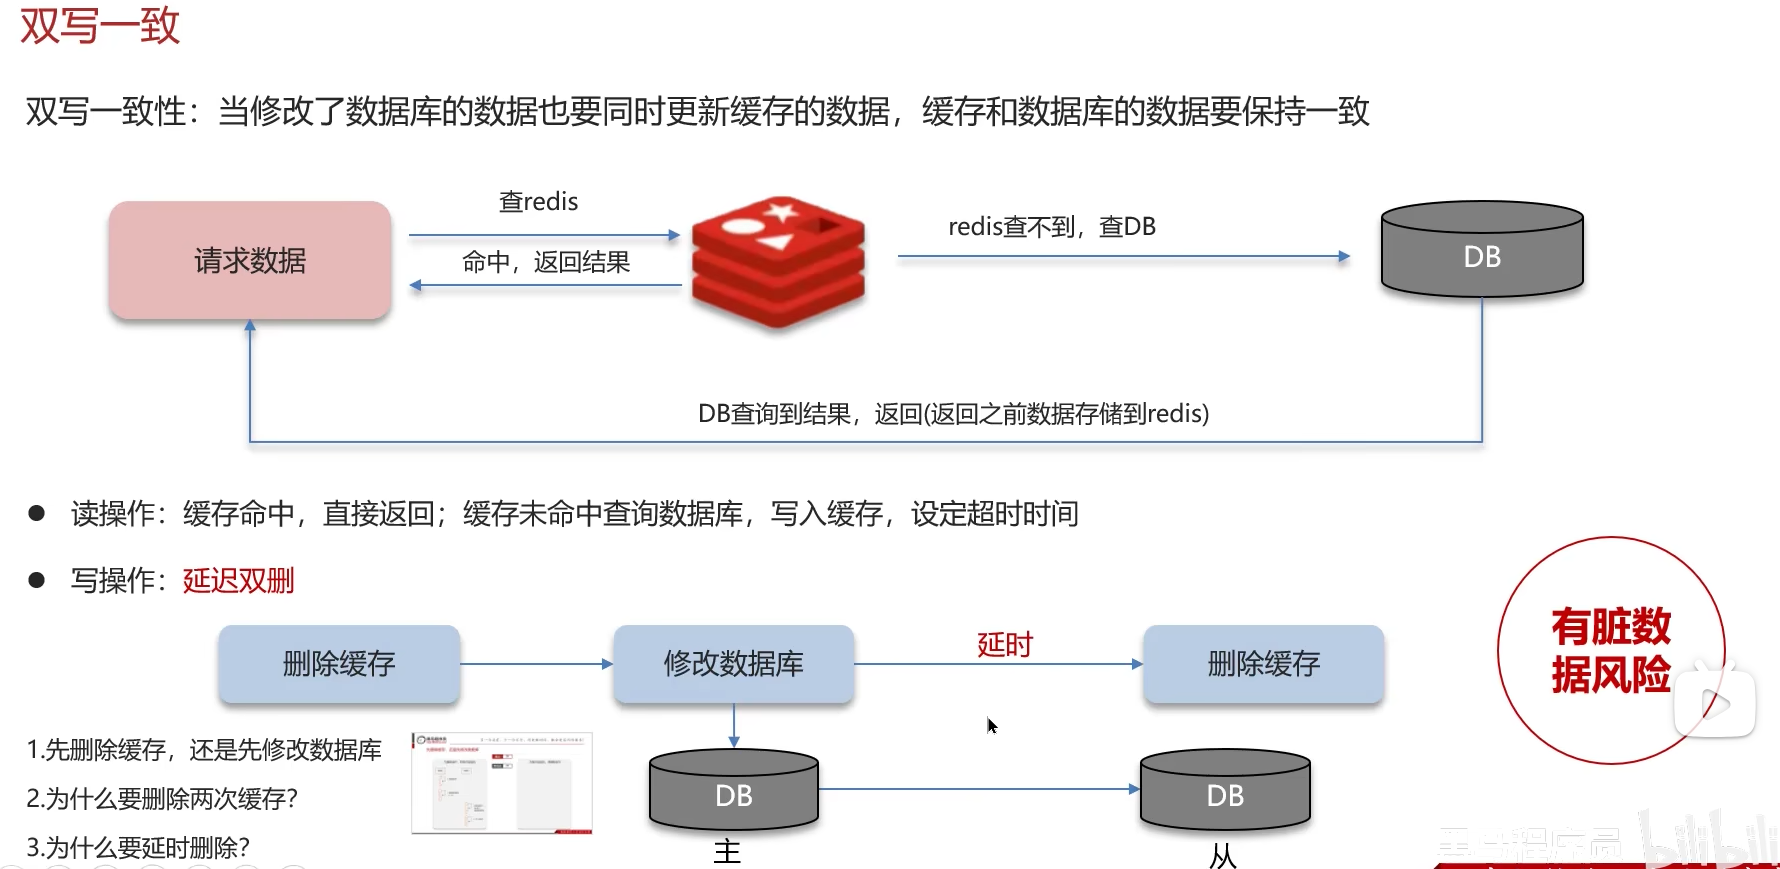 双写一致
双写一致性：当修改了数据库的数据也要同时更新缓存的数据，缓存和数据库的数据要保持一致
请求数据
查redis
命中，返回结果
redis查不到，查DB
DB
DB查询到结果，返回(返回之前数据存储到redis)
● 读操作：缓存命中，直接返回；缓存未命中查询数据库，写入缓存，设定超时时间
● 写操作：延迟双删
删除缓存
修改数据库
延时
删除缓存
有脏数
据风险
1.先删除缓存，还是先修改数据库
2.为什么要删除两次缓存？
3.为什么要延时删除？
DB
主
DB
从
程序员
bilibili